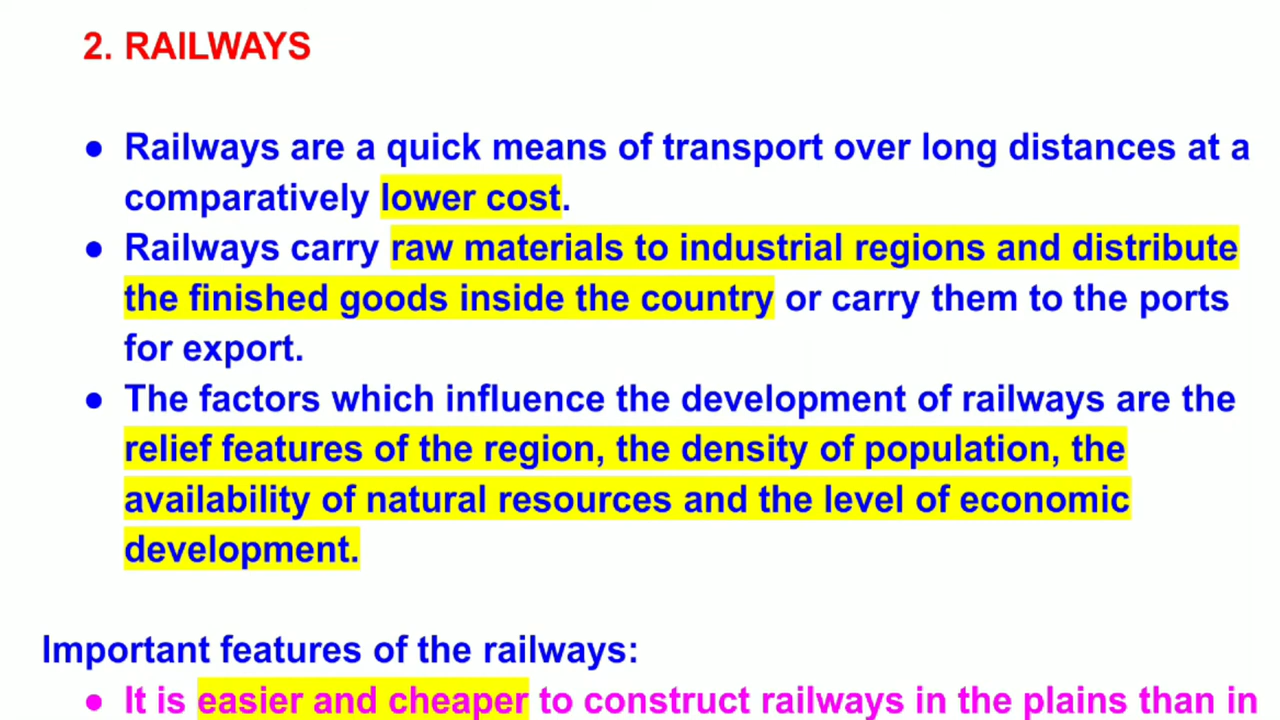 2. RAILWAYS
● Railways are a quick means of transport over long distances at a
comparatively lower cost.
● Railways carry raw materials to industrial regions and distribute
the finished goods inside the country or carry them to the ports
for export.
● The factors which influence the development of railways are the
relief features of the region, the density of population, the
availability of natural resources and the level of economic
development.
Important features of the railways:
● It is easier and cheaper to construct railways in the plains than in